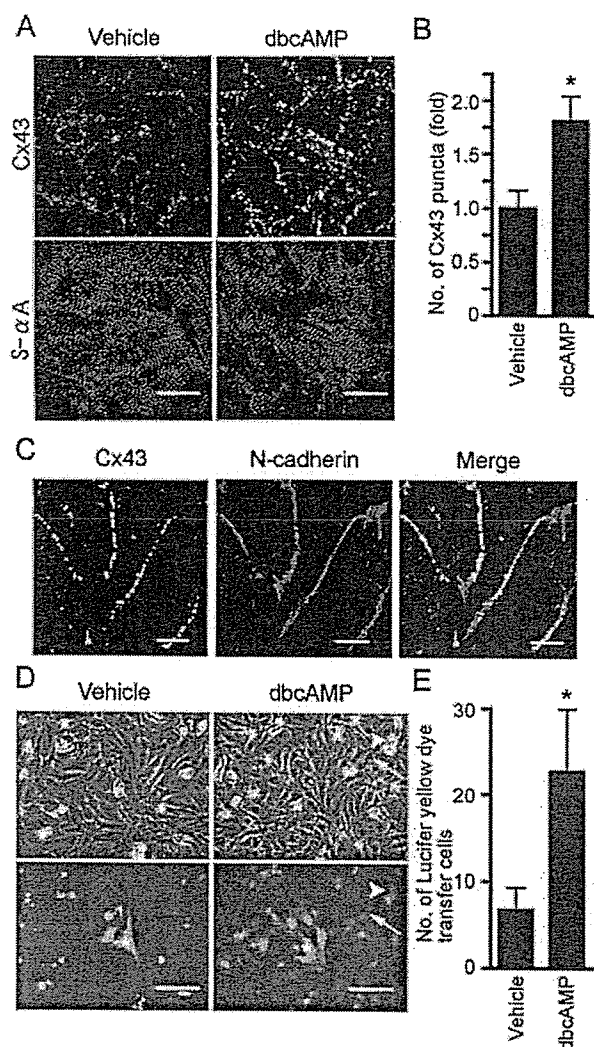 A
Vehicle
dbcAMP
Cx43
S-αA
B
No. of Cx43 puncta (fold)
2.0
1.5
1.0
0.5
0
*
Vehicle
dbcAMP
C
Cx43
N-cadherin
Merge
D
Vehicle
dbcAMP
E
No. of Lucifer yellow dye
transfer cells
30
20
10
0
*
Vehicle
dbcAMP